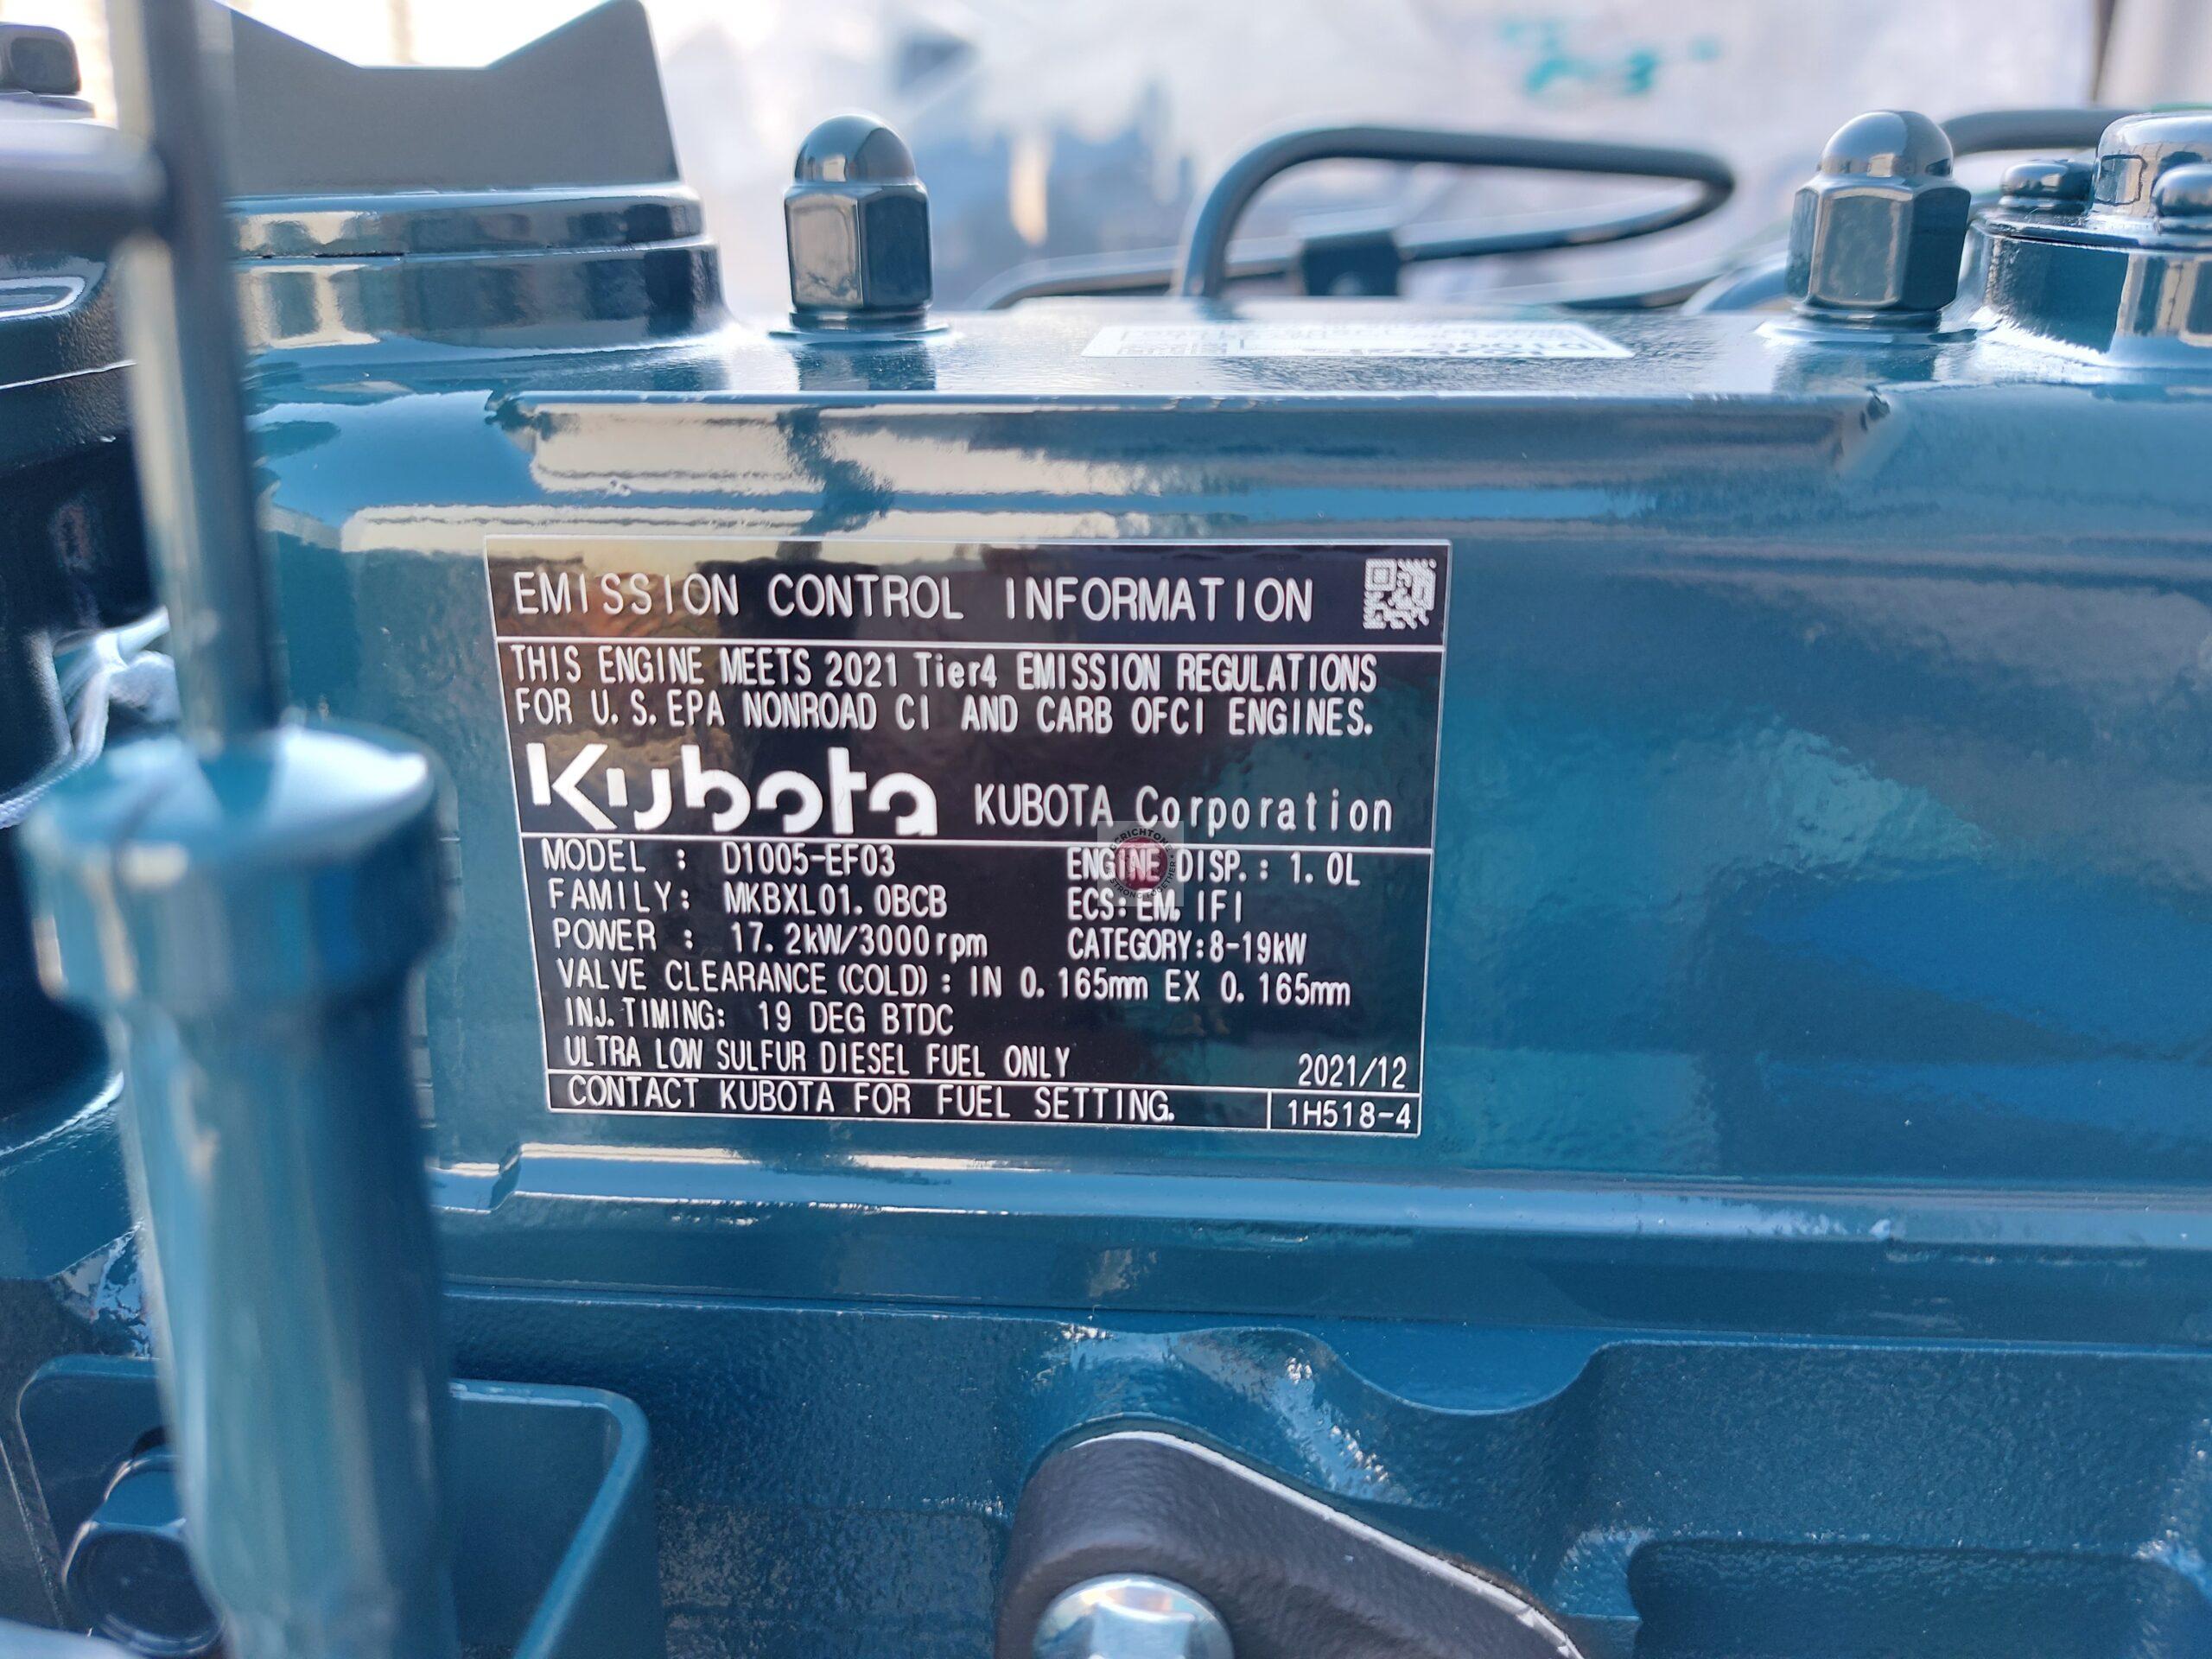 EMISSION CONTROL INFORMATION
THIS ENGINE MEETS 2021 Tier4 EMISSION REGULATIONS
FOR U.S.EPA NONROAD CI AND CARB OFCI ENGINES.
Kubota KUBOTA Corporation
MODEL : D1005-EF03 ENGINE DISP.: 1.0L
FAMILY: MKBXL01.0BCB ECS: EM, IFI
POWER : 17.2kW/3000rpm CATEGORY:8-19kW
VALVE CLEARANCE(COLD): IN 0.165mm EX 0.165mm
INJ.TIMING: 19 DEG BTDC
ULTRA LOW SULFUR DIESEL FUEL ONLY 2021/12
CONTACT KUBOTA FOR FUEL SETTING. 1H518-4
CRICHTON
STRONG TOGETHER